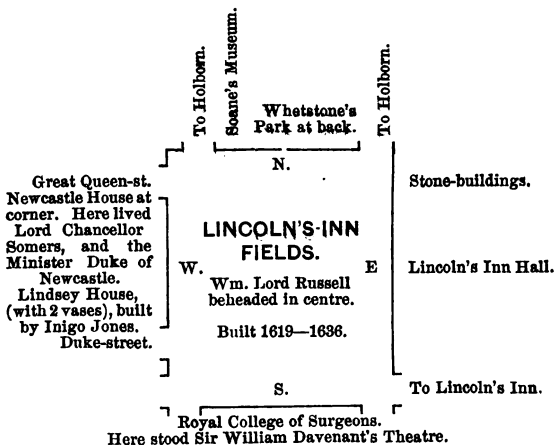 To Holborn.
Soane's Museum.
Whetstone's
Park at back.
To Holborn.
N.
Great Queen-st.
Newcastle House at
corner. Here lived
Lord Chancellor
Somers, and the
Minister Duke of
Newcastle.
Lindsey House,
(with 2 vases), built
by Inigo Jones.
Duke-street.
W.
LINCOLN'S-INN
FIELDS.
Wm. Lord Russell
beheaded in centre.
Built 1619—1636.
E
Stone-buildings.
Lincoln's Inn Hall.
To Lincoln's Inn.
S.
Royal College of Surgeons.
Here stood Sir William Davenant's Theatre.